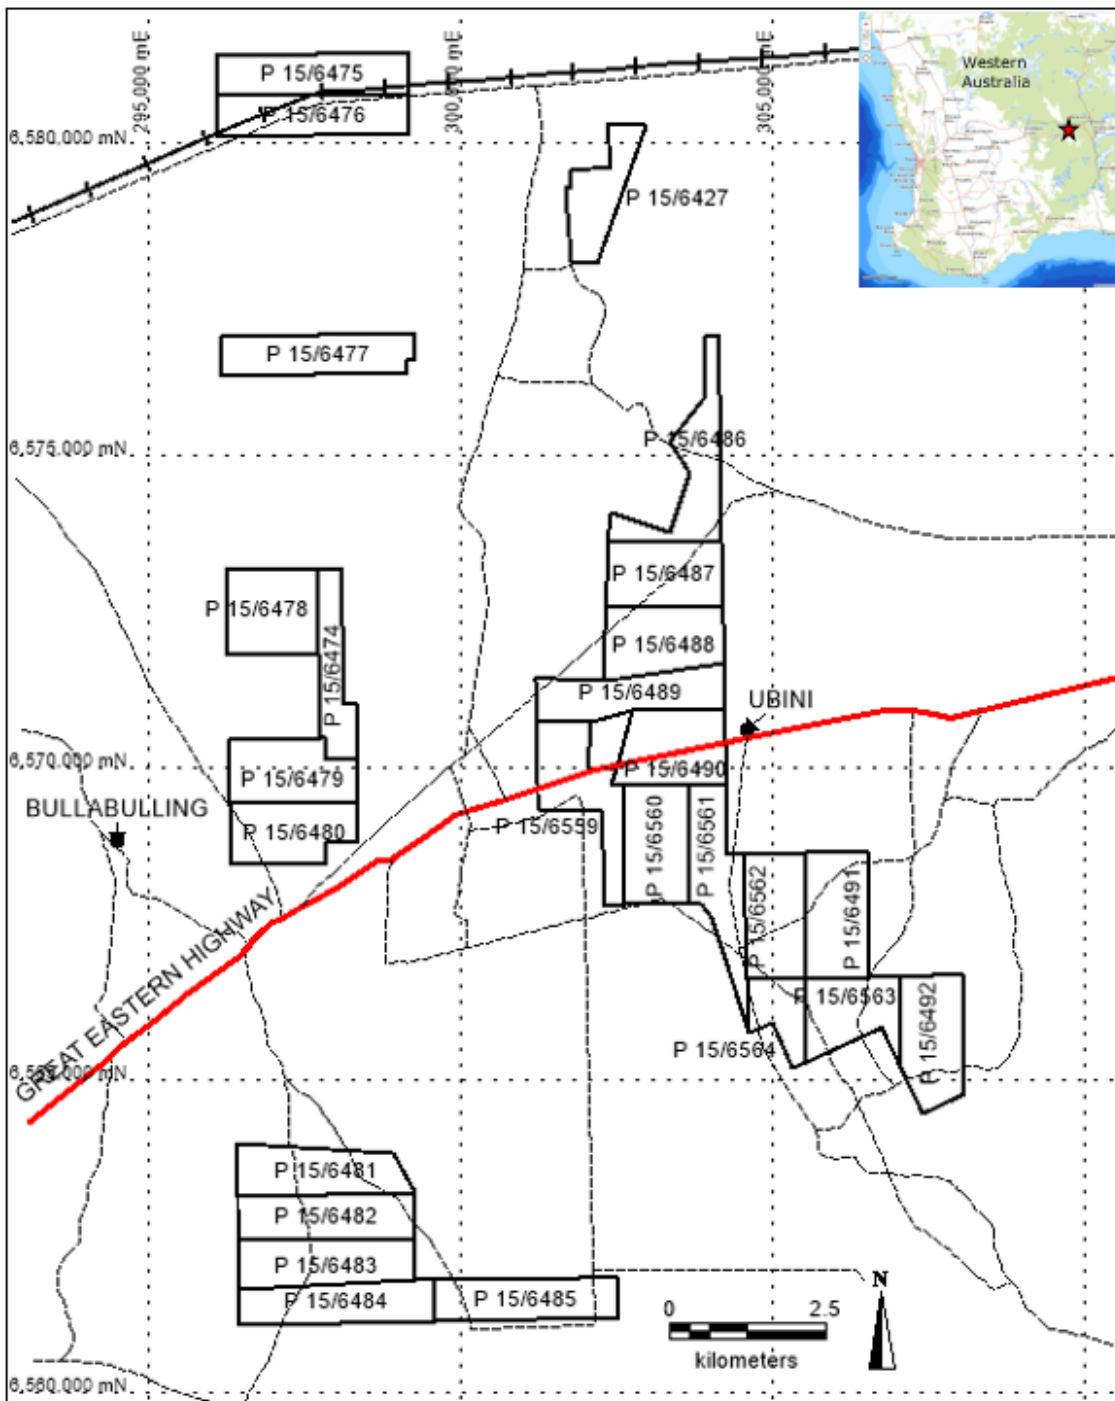 295,000 mE
300,000 mE
305,000 mE
Western
Australia
P 15/6475
P 15/6476
6,580,000 mN
P 15/6427
P 15/6477
6,575,000 mN
P 15/6486
P 15/6487
P 15/6478
P 15/6474
P 15/6488
P 15/6489
UBINI
6,570,000 mN
P 15/6479
P 15/6490
BULLABULLING
P 15/6480
P 15/6559
P 15/6560
P 15/6561
P 15/6562
P 15/6491
GREAT EASTERN HIGHWAY
P 15/6563
P 15/6492
P 15/6564
6,565,000 mN
P 15/6481
P 15/6482
P 15/6483
P 15/6484
P 15/6485
N
0 2.5
kilometers
6,560,000 mN